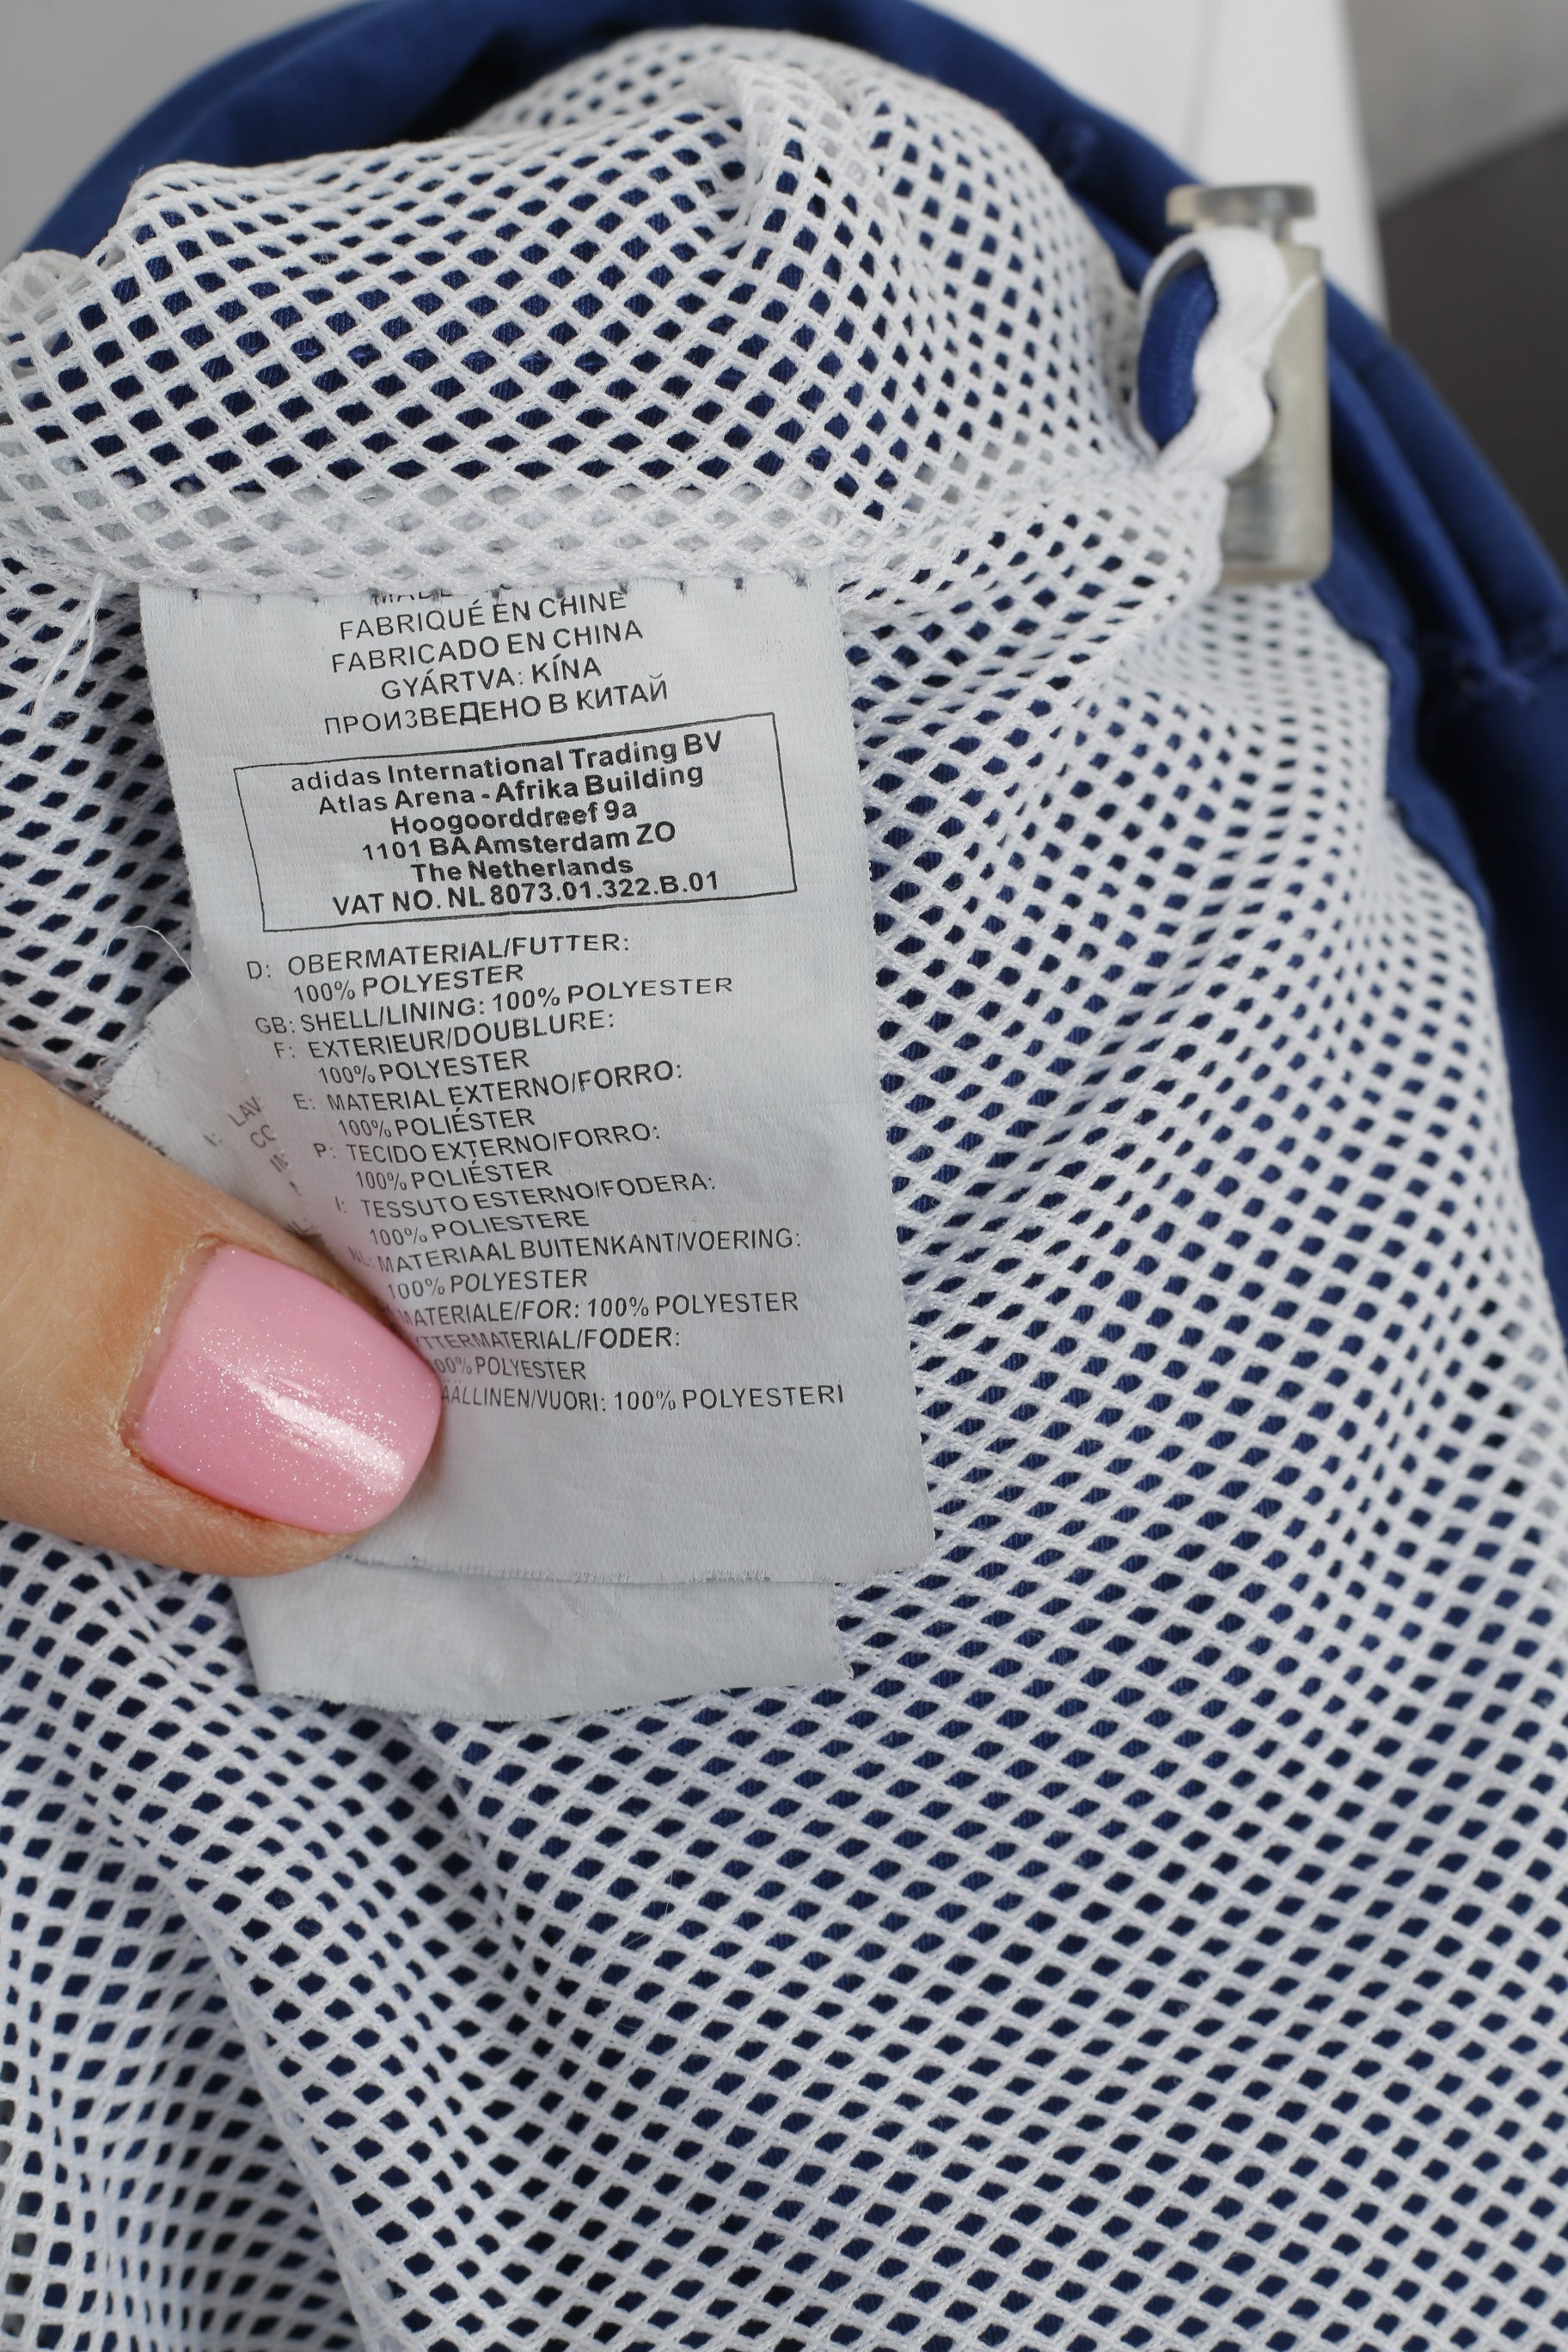 FABRIQUÉ EN CHINE
FABRICADO EN CHINA
GYÁRTVA: KÍNA
ПРОИЗВЕДЕНО В КИТАЙ
adidas International Trading BV
Atlas Arena - Afrika Building
Hoogoorddreef 9a
1101 BA Amsterdam ZO
The Netherlands
VAT NO. NL 8073.01.322.B.01
D: OBERMATERIAL/FUTTER:
100% POLYESTER
GB: SHELL/LINING: 100% POLYESTER
F: EXTERIEUR/DOUBLURE:
100% POLYESTER
E: MATERIAL EXTERNO/FORRO:
100% POLIÉSTER
P: TECIDO EXTERNO/FORRO:
100% POLIÉSTER
I: TESSUTO ESTERNO/FODERA:
100% POLIESTERE
NL: MATERIAAL BUITENKANT/VOERING:
100% POLYESTER
MATERIALE/FOR: 100% POLYESTER
YTTERMATERIAL/FODER:
100% POLYESTER
ÄÄLLINEN/VUORI: 100% POLYESTERI